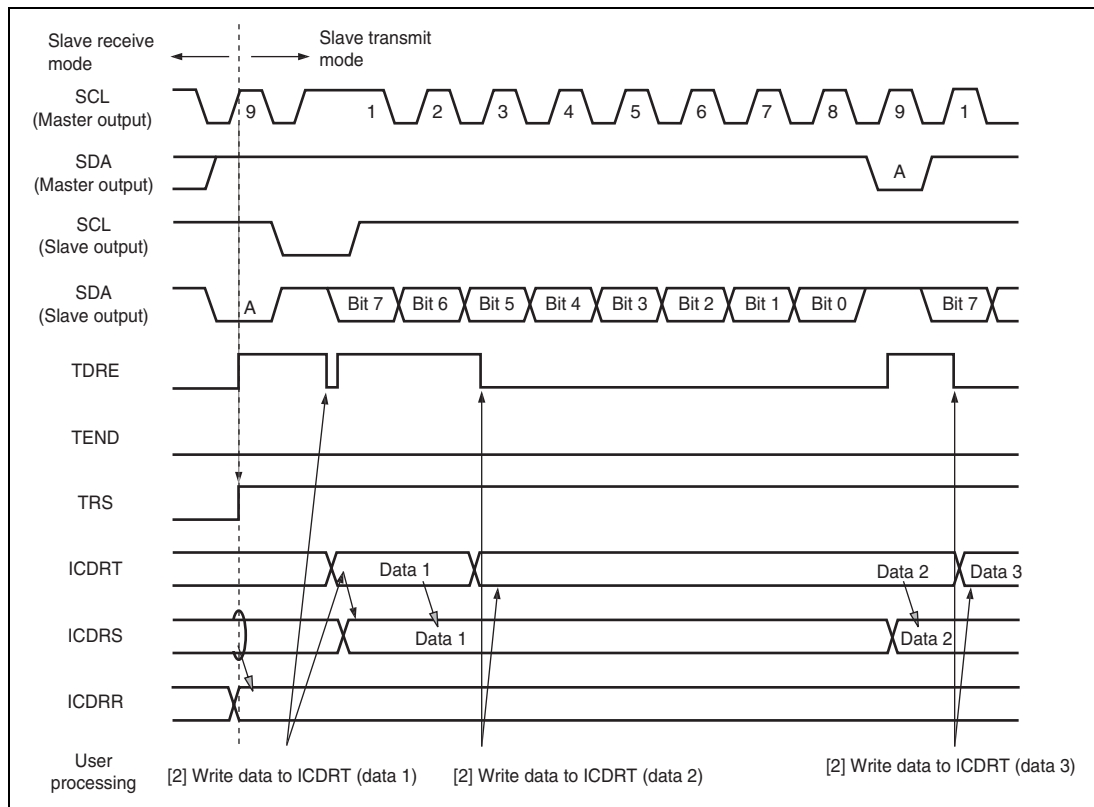 Slave receive
mode
Slave transmit
mode
SCL
(Master output)
9 1 2 3 4 5 6 7 8 9 1
SDA
(Master output)
A
SCL
(Slave output)
SDA
(Slave output)
A Bit 7 Bit 6 Bit 5 Bit 4 Bit 3 Bit 2 Bit 1 Bit 0 Bit 7
TDRE
TEND
TRS
ICDRT
Data 1 Data 2 Data 3
ICDRS
Data 1 Data 2
ICDRR
User
processing
[2] Write data to ICDRT (data 1) [2] Write data to ICDRT (data 2) [2] Write data to ICDRT (data 3)